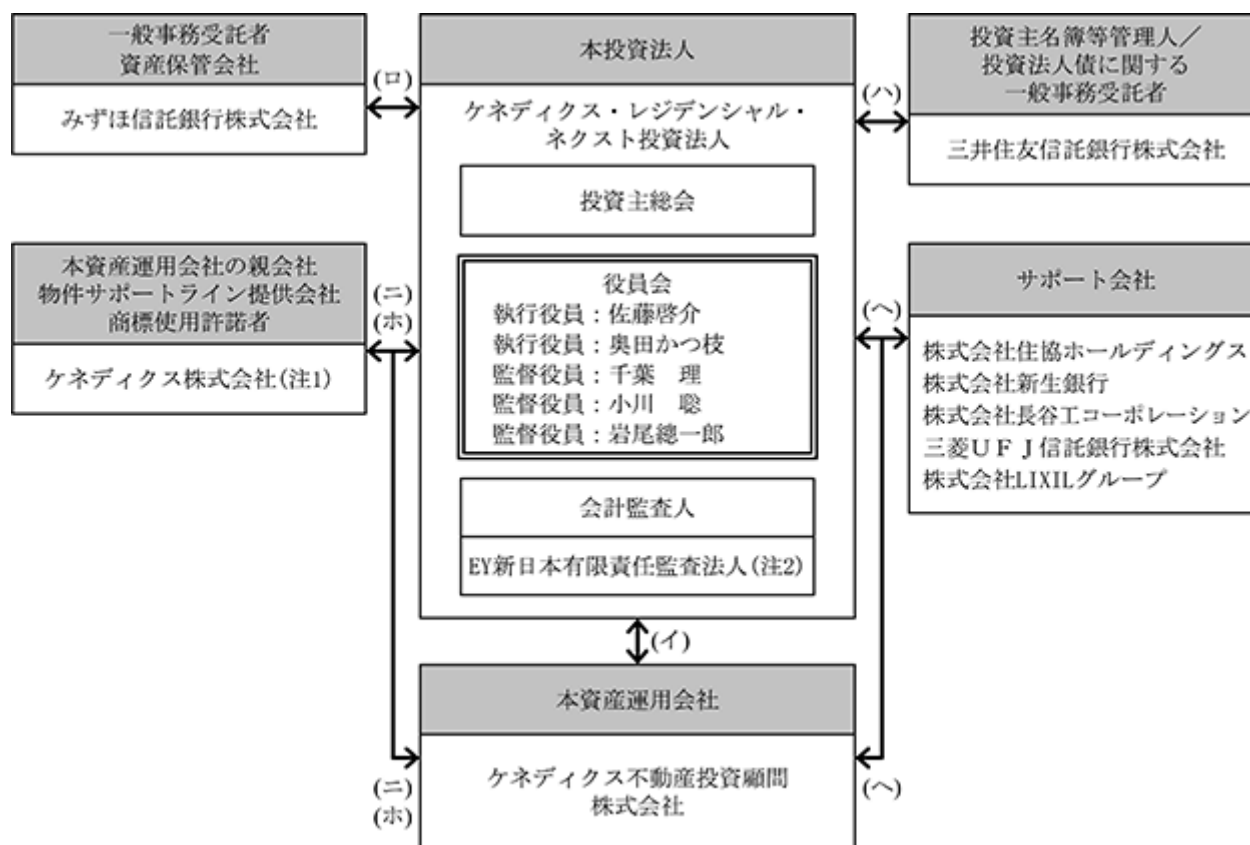 一般事務受託者
資産保管会社
みずほ信託銀行株式会社
(ロ)
本投資法人
ケネディクス・レジデンシャル・
ネクスト投資法人
投資主総会
役員会
執行役員：佐藤啓介
執行役員：奥田かつ枝
監督役員：千葉　理
監督役員：小川　聡
監督役員：岩尾總一郎
会計監査人
EY新日本有限責任監査法人(注2)
(ハ)
投資主名簿等管理人／
投資法人債に関する
一般事務受託者
三井住友信託銀行株式会社
本資産運用会社の親会社
物件サポートライン提供会社
商標使用許諾者
ケネディクス株式会社(注1)
(ニ)
(ホ)
(ヘ)
サポート会社
株式会社住協ホールディングス
株式会社新生銀行
株式会社長谷工コーポレーション
三菱ＵＦＪ信託銀行株式会社
株式会社LIXILグループ
(イ)
本資産運用会社
ケネディクス不動産投資顧問
株式会社
(ニ)
(ホ)
(ヘ)